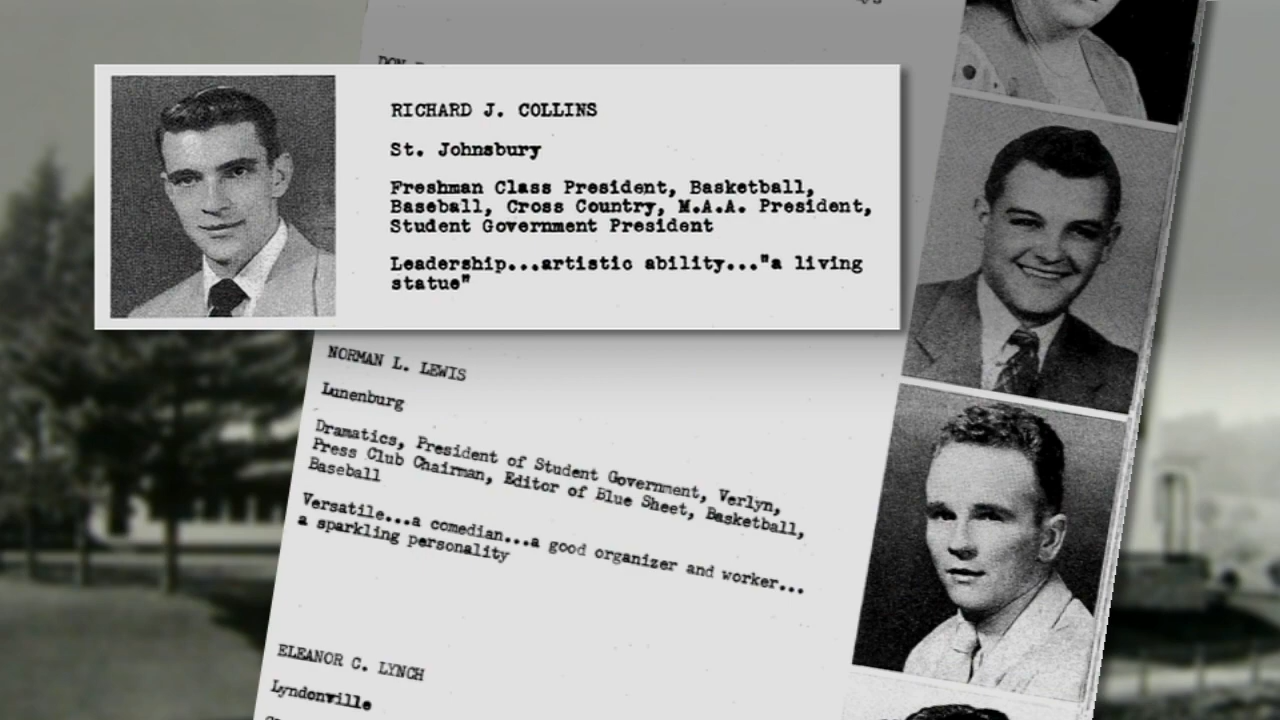 RICHARD J. COLLINS
St. Johnsbury
Freshman Class President, Basketball,
Baseball, Cross Country, M.A.A. President,
Student Government President
Leadership...artistic ability..."a living
statue"
NORMAN L. LEWIS
Lunenburg
Dramatics, President of Student Government, Verlyn,
Press Club Chairman, Editor of Blue Sheet, Basketball,
Baseball
Versatile...a comedian...a good organizer and worker...
a sparkling personality
ELEANOR C. LYNCH
Lyndonville